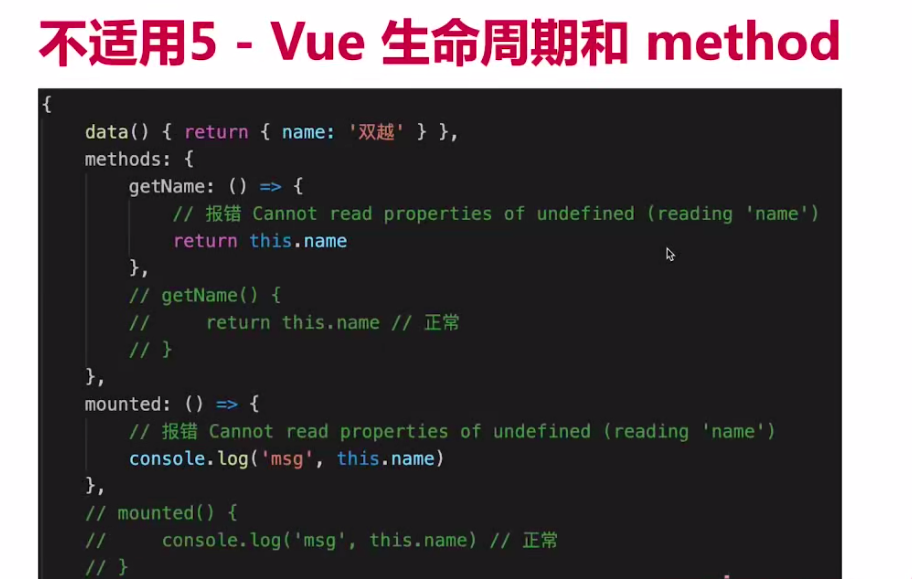 不适用5 - Vue 生命周期和 method
{
data() { return { name: '双越' } },
methods: {
getName: () => {
// 报错 Cannot read properties of undefined (reading 'name')
return this.name
},
// getName() {
//     return this.name // 正常
// }
},
mounted: () => {
// 报错 Cannot read properties of undefined (reading 'name')
console.log('msg', this.name)
},
// mounted() {
//     console.log('msg', this.name) // 正常
// }